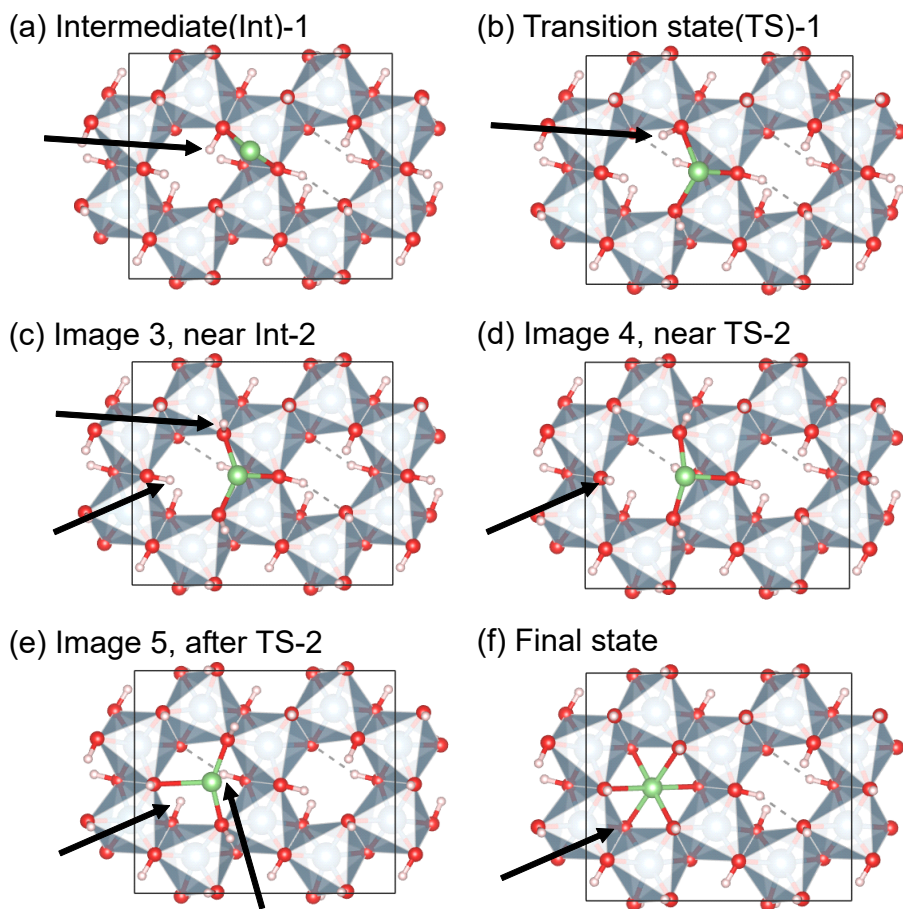 (a) Intermediate(Int)-1
(b) Transition state(TS)-1
(c) Image 3, near Int-2
(d) Image 4, near TS-2
(e) Image 5, after TS-2
(f) Final state